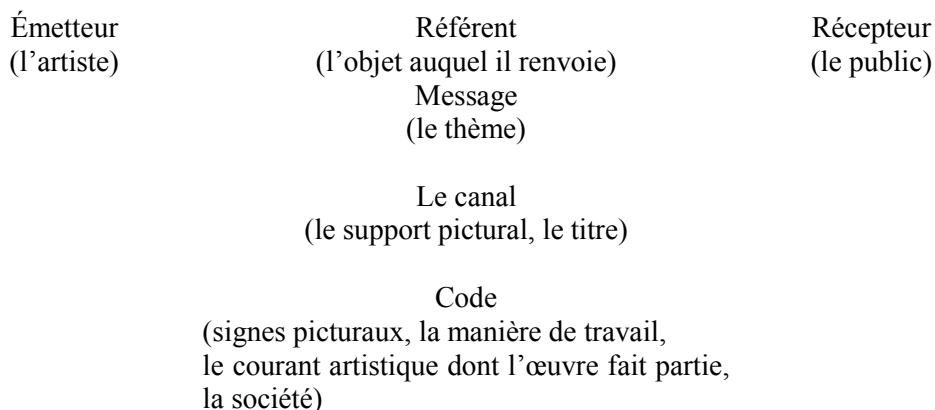 Émetteur Référent Récepteur
(l’artiste) (l’objet auquel il renvoie) (le public)
Message
(le thème)
Le canal
(le support pictural, le titre)
Code
(signes picturaux, la manière de travail,
le courant artistique dont l’œuvre fait partie,
la société)